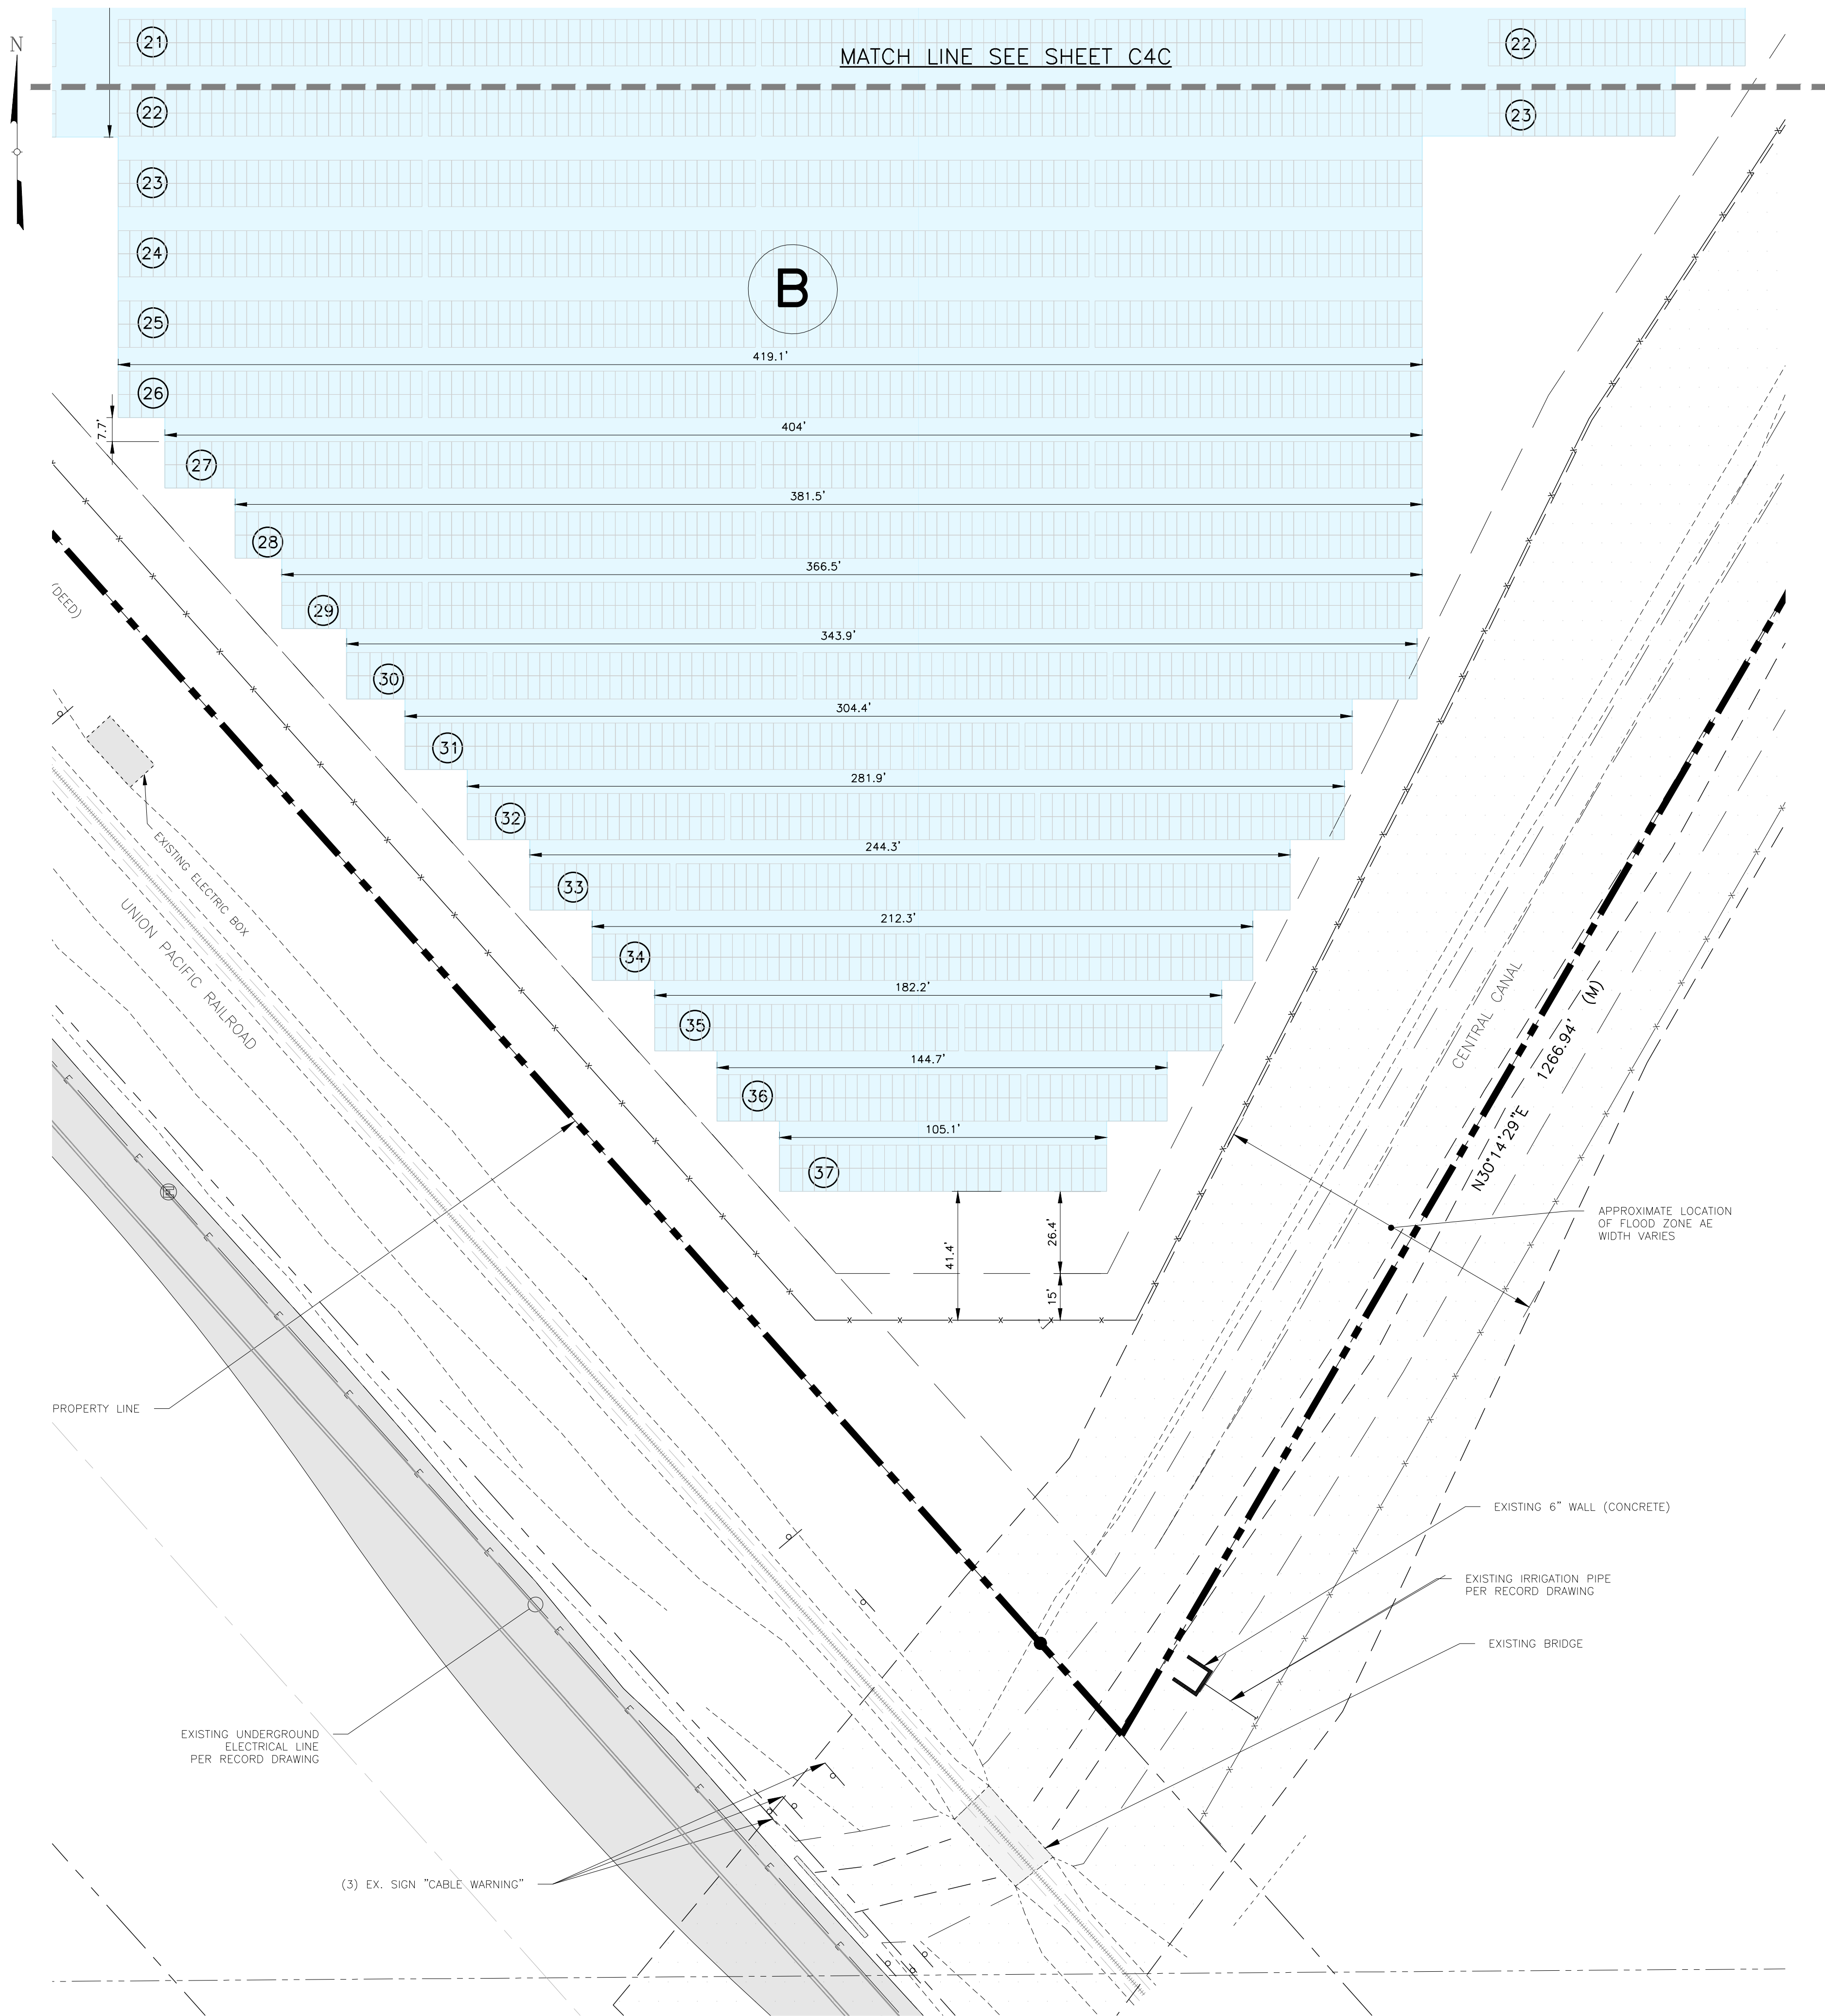 N
21
MATCH LINE SEE SHEET C4C
22
22
23
23
24
B
25
419.1'
26
7.7'
404'
27
381.5'
28
366.5'
(DEED)
29
343.9'
30
304.4'
31
281.9'
32
EXISTING ELECTRIC BOX
244.3'
33
UNION PACIFIC RAILROAD
212.3'
34
182.2'
35
CENTRAL CANAL
144.7'
36
N30°14'29"E 1266.94' (M)
105.1'
37
APPROXIMATE LOCATION
OF FLOOD ZONE AE
WIDTH VARIES
41.4'
26.4'
15'
PROPERTY LINE
EXISTING 6" WALL (CONCRETE)
EXISTING IRRIGATION PIPE
PER RECORD DRAWING
EXISTING BRIDGE
EXISTING UNDERGROUND
ELECTRICAL LINE
PER RECORD DRAWING
(3) EX. SIGN "CABLE WARNING"